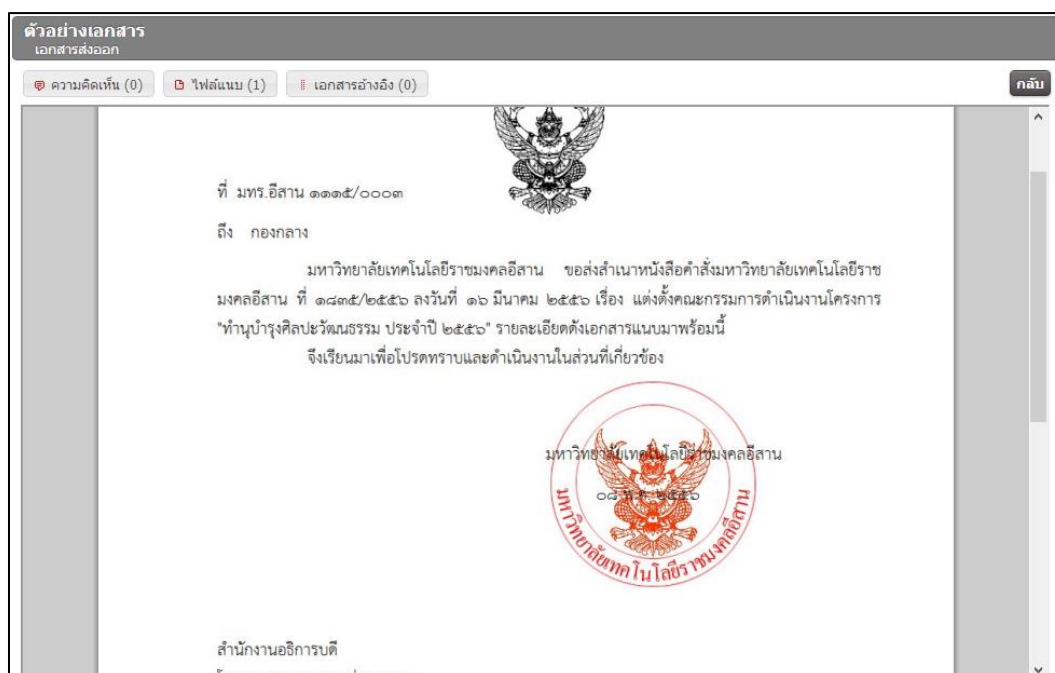 ตัวอย่างเอกสาร
เอกสารส่งออก
ความคิดเห็น (0) ไฟล์แนบ (1) เอกสารอ้างอิง (0) กลับ
ที่ มทร.อีสาน ๑๑๑๕/๐๐๐๓
ถึง กองกลาง
มหาวิทยาลัยเทคโนโลยีราชมงคลอีสาน ขอส่งสำเนาหนังสือคำสั่งมหาวิทยาลัยเทคโนโลยีราช
มงคลอีสาน ที่ ๑๘๓๕/๒๕๕๖ ลงวันที่ ๑๖ มีนาคม ๒๕๕๖ เรื่อง แต่งตั้งคณะกรรมการดำเนินงานโครงการ
"ทำนุบำรุงศิลปะวัฒนธรรม ประจำปี ๒๕๕๖" รายละเอียดดังเอกสารแนบมาพร้อมนี้
จึงเรียนมาเพื่อโปรดทราบและดำเนินงานในส่วนที่เกี่ยวข้อง
มหาวิทยาลัยเทคโนโลยีราชมงคลอีสาน
๐๘ พ.ค. ๒๕๕๖
มหาวิทยาลัยเทคโนโลยีราชมงคลอีสาน
สำนักงานอธิการบดี